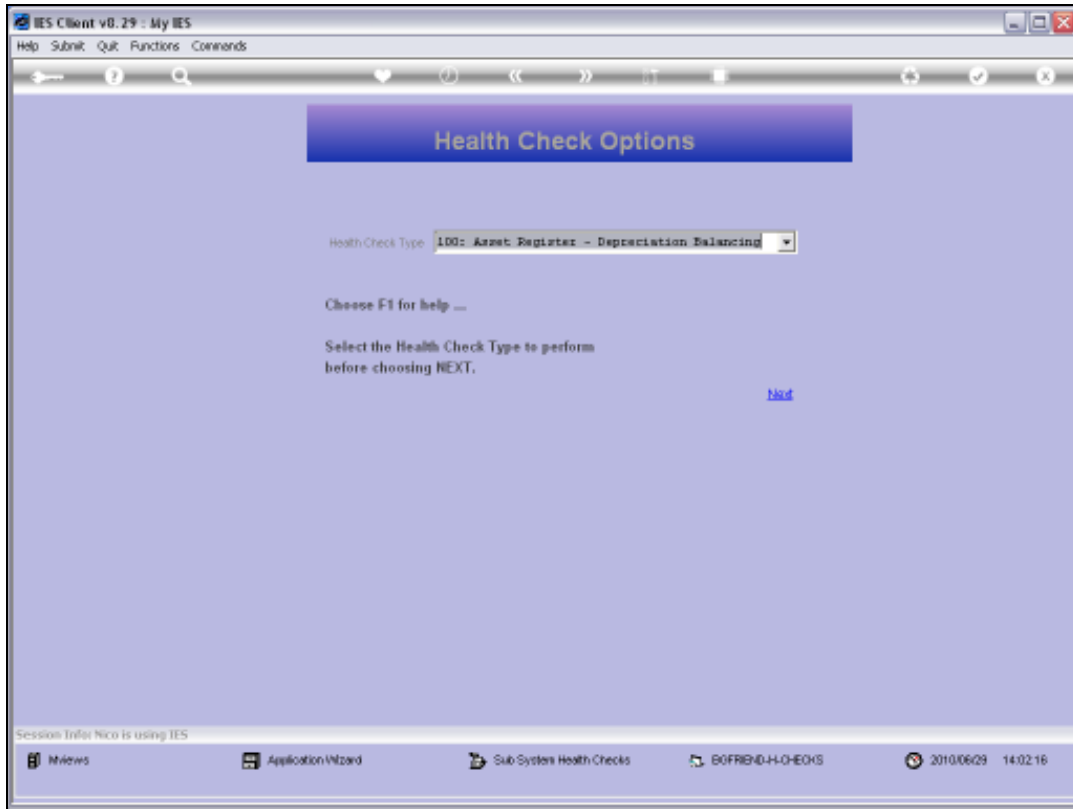 IES Client v8.29 : My IES
Help Submit Quit Functions Commands
Health Check Options
Health Check Type 100: Asset Register - Depreciation Balancing
Choose F1 for help ...
Select the Health Check Type to perform
before choosing NEXT.
Next
Session Info: Nico is using IES
Mviews Application Wizard Sub System Health Checks BOFRIEND-H-CHECKS 2010/06/29 14:02:16